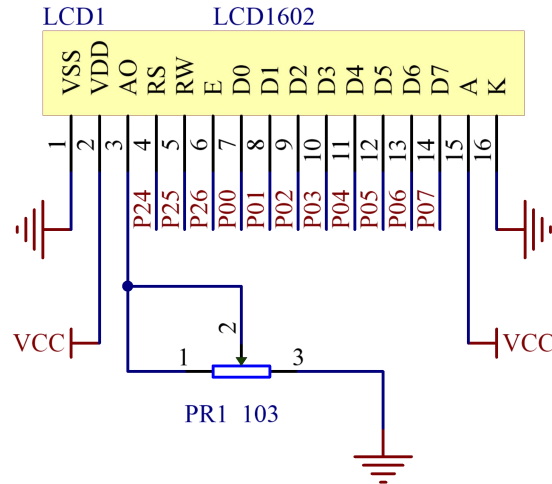 LCD1 LCD1602
VSS VDD AO RS RW E D0 D1 D2 D3 D4 D5 D6 D7 A K
1 2 3 4 5 6 7 8 9 10 11 12 13 14 15 16
P24 P25 P26 P00 P01 P02 P03 P04 P05 P06 P07
2
VCC VCC
1 3
PR1 103